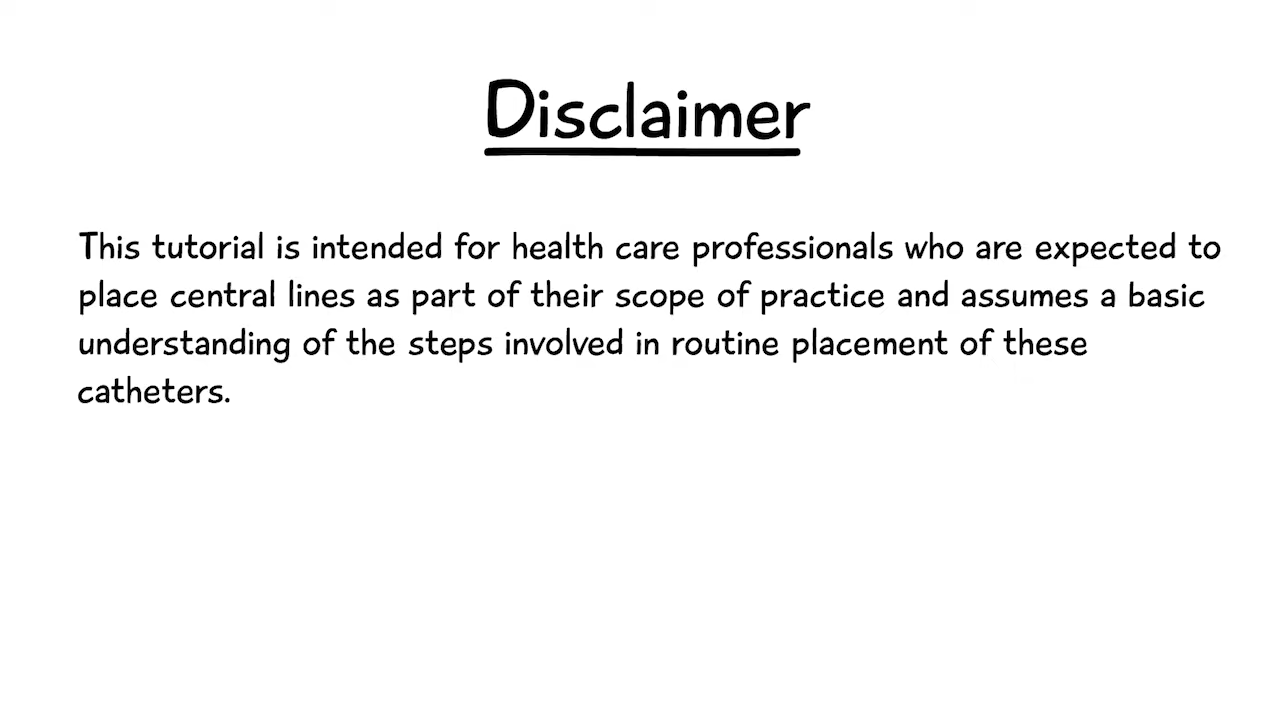 Disclaimer
This tutorial is intended for health care professionals who are expected to
place central lines as part of their scope of practice and assumes a basic
understanding of the steps involved in routine placement of these
catheters.